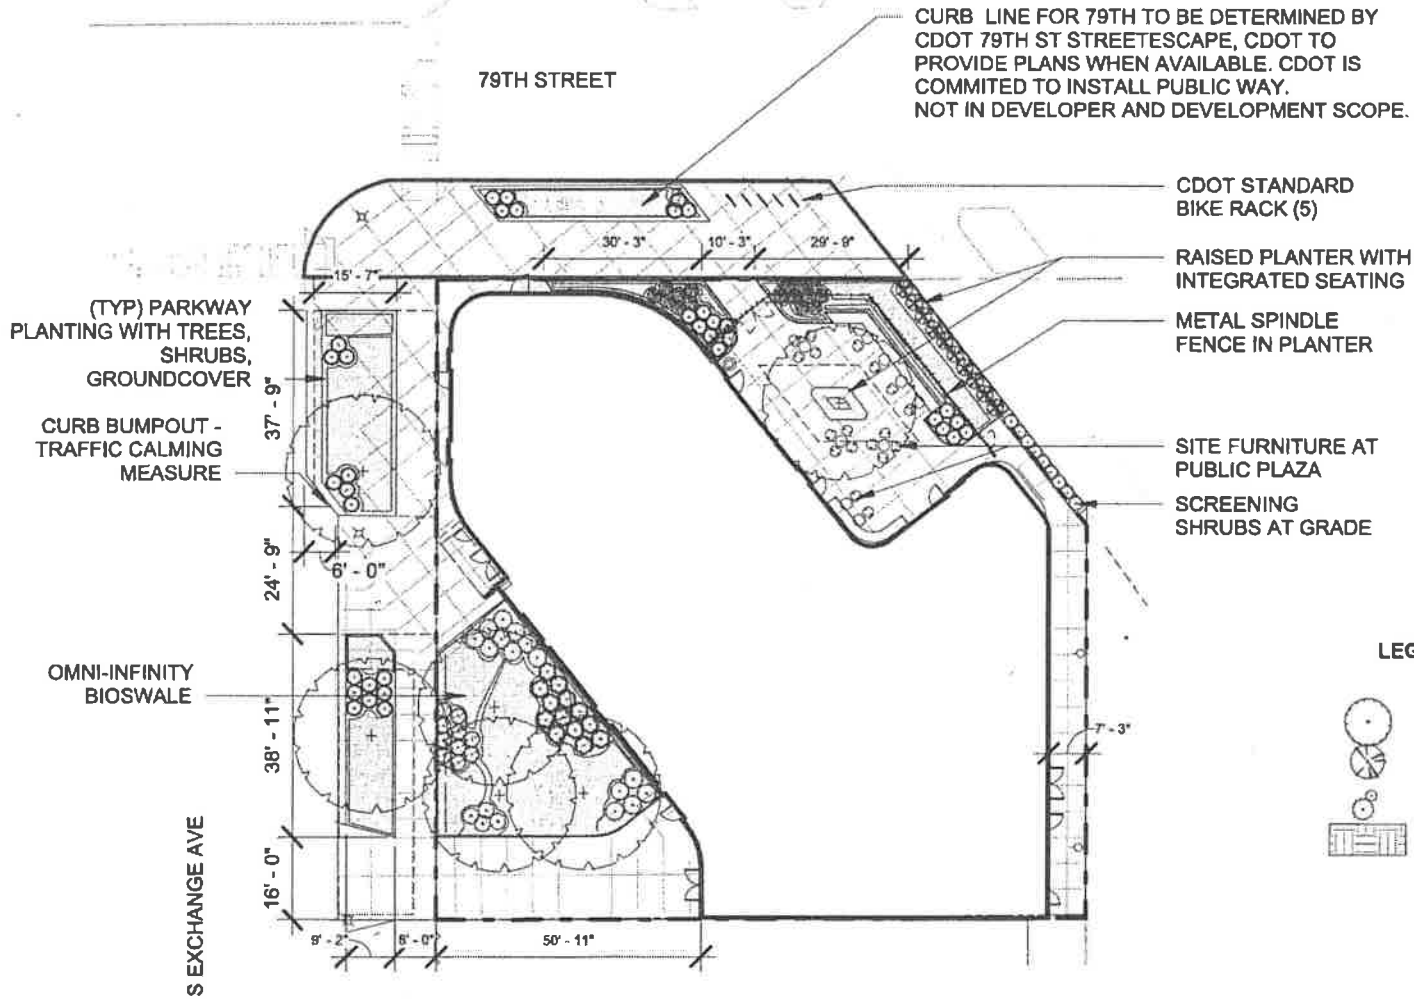 CURB LINE FOR 79TH TO BE DETERMINED BY
CDOT 79TH ST STREETESCAPE, CDOT TO
PROVIDE PLANS WHEN AVAILABLE. CDOT IS
COMMITED TO INSTALL PUBLIC WAY.
NOT IN DEVELOPER AND DEVELOPMENT SCOPE.
79TH STREET
CDOT STANDARD
BIKE RACK (5)
30' - 3"
10' - 3"
29' - 9"
RAISED PLANTER WITH
INTEGRATED SEATING
15' - 7"
(TYP) PARKWAY
PLANTING WITH TREES,
SHRUBS,
GROUNDCOVER
METAL SPINDLE
FENCE IN PLANTER
37' - 9"
CURB BUMPOUT -
TRAFFIC CALMING
MEASURE
SITE FURNITURE AT
PUBLIC PLAZA
SCREENING
SHRUBS AT GRADE
6' - 0"
24' - 9"
OMNI-INFINITY
BIOSWALE
LEG
38' - 11"
7' - 3"
S EXCHANGE AVE
16' - 0"
9' - 2"
50' - 11"